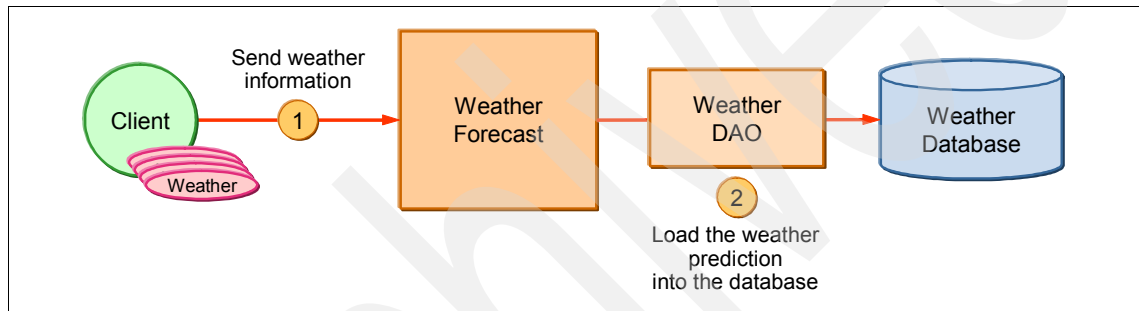 Send weather
information
1
Client
Weather
Weather
Forecast
Weather
DAO
Weather
Database
2
Load the weather
prediction
into the database